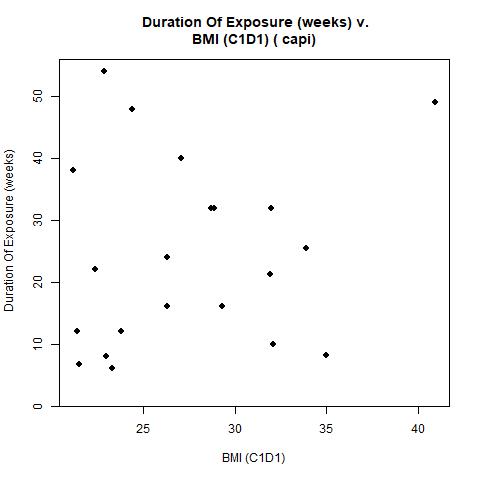 Duration Of Exposure (weeks) v.
BMI (C1D1) ( capi)
Duration Of Exposure (weeks)
50
40
30
20
10
0
25 30 35 40
BMI (C1D1)